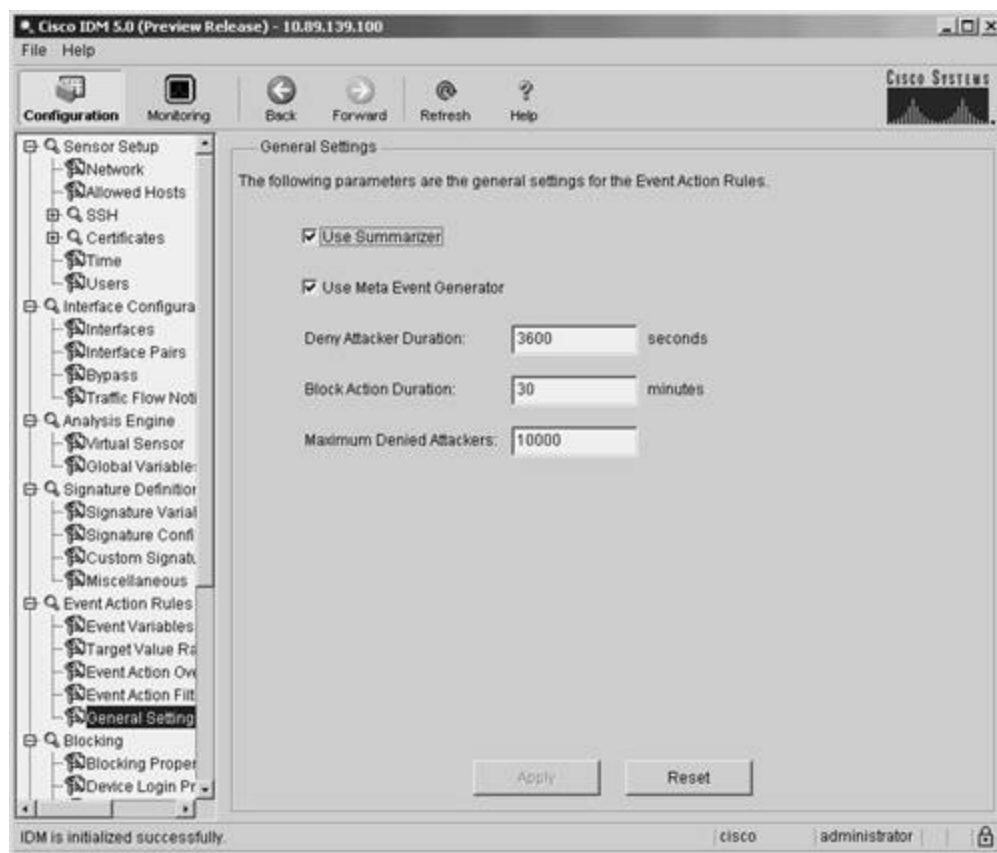 Cisco IDM 5.0 (Preview Release) - 10.89.139.100
File Help
Configuration Monitoring Back Forward Refresh Help
CISCO SYSTEMS
Sensor Setup
Network
Allowed Hosts
SSH
Certificates
Time
Users
Interface Configura
Interfaces
Interface Pairs
Bypass
Traffic Flow Noti
Analysis Engine
Virtual Sensor
Global Variable
Signature Definition
Signature Varial
Signature Confi
Custom Signatu
Miscellaneous
Event Action Rules
Event Variables
Target Value Ra
Event Action Ove
Event Action Filt
General Setting
Blocking
Blocking Proper
Device Login Pr
General Settings
The following parameters are the general settings for the Event Action Rules.
Use Summarizer
Use Meta Event Generator
Deny Attacker Duration: 3600 seconds
Block Action Duration: 30 minutes
Maximum Denied Attackers: 10000
Apply Reset
IDM is initialized successfully. cisco administrator